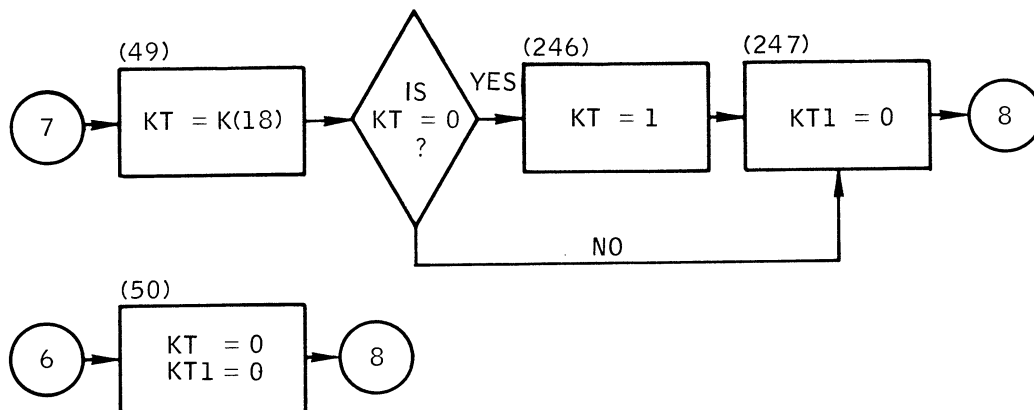 (49)
(246)
(247)
7
KT = K(18)
IS
KT = 0
?
YES
KT = 1
KT1 = 0
8
NO
(50)
6
KT = 0
KT1 = 0
8